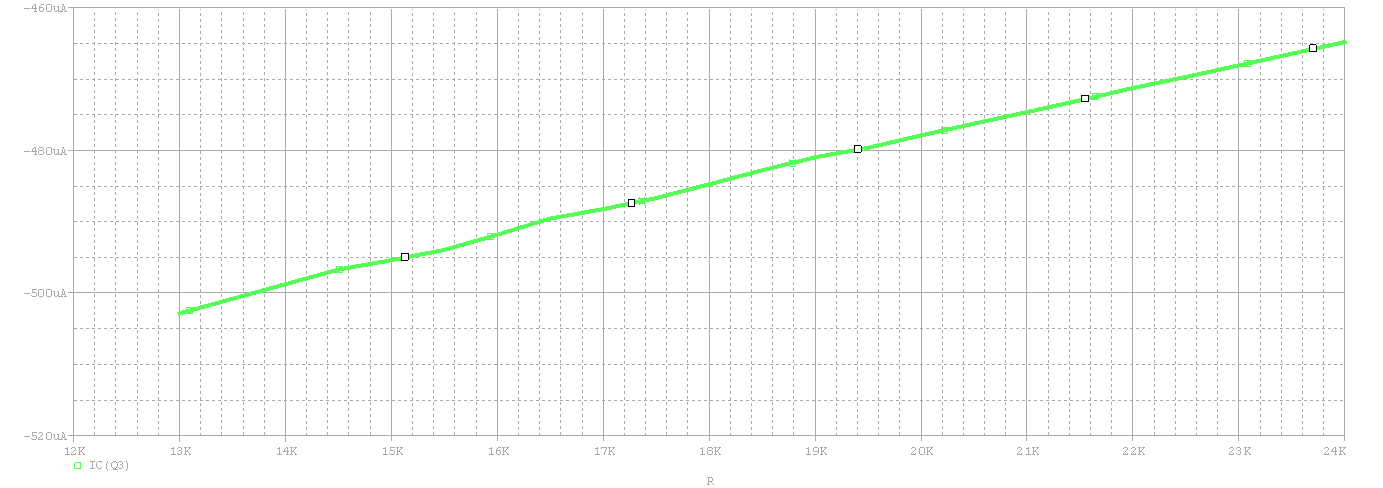 -460uA
-480uA
-500uA
-520uA
12K 13K 14K 15K 16K 17K 18K 19K 20K 21K 22K 23K 24K
IC(Q3)
R